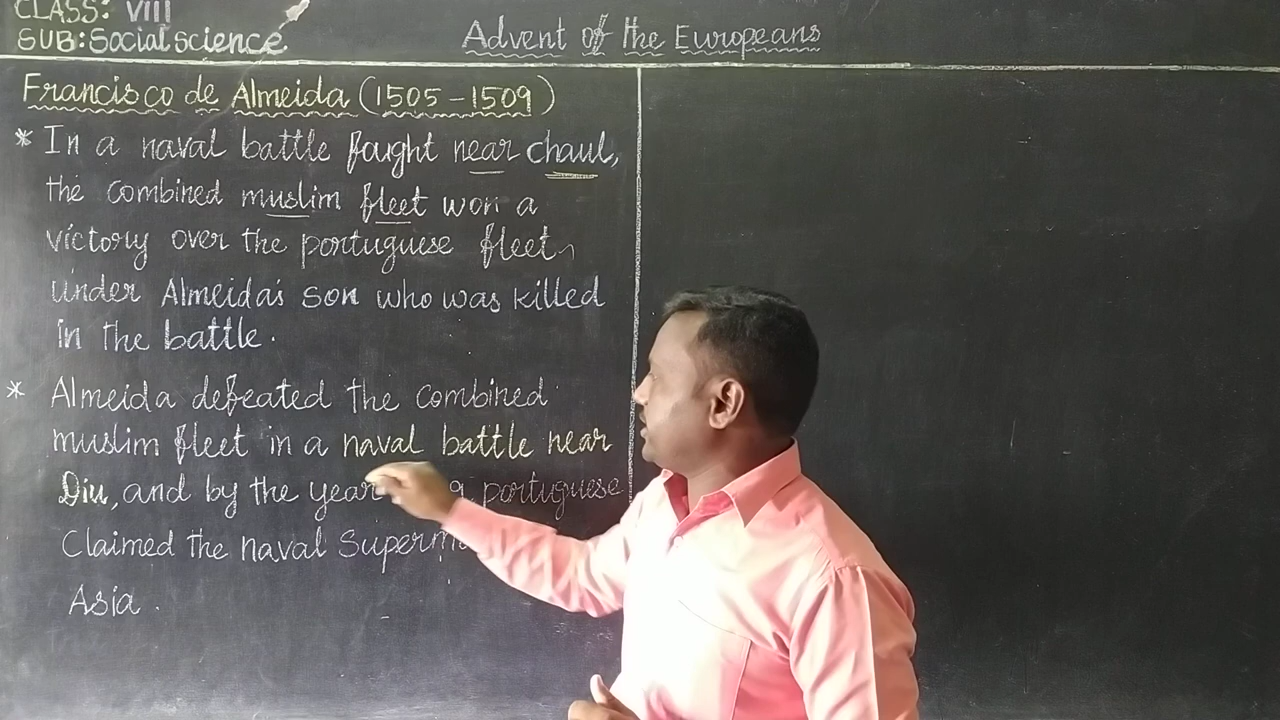 CLASS: VIII
SUB: Social science
Advent of the Europeans
Francisco de Almeida (1505-1509)
* In a naval battle fought near chaul,
the combined muslim fleet won a
victory over the portuguese fleet,
under Almeida's son who was killed
in the battle.
* Almeida defeated the combined
muslim fleet in a naval battle near
Diu, and by the year portuguese
Claimed the naval
Asia.